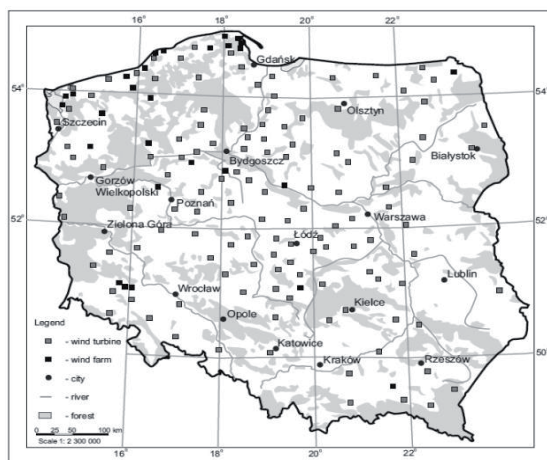 16° 18° 20° 22°
Gdańsk
54° 54°
Olsztyn
Szczecin
Białystok
Bydgoszcz
Gorzów
Wielkopolski
Poznań
52° Warszawa 52°
Zielona Góra
Łódź
Lublin
Wrocław
Kielce
Legend
Opole
- wind turbine
- wind farm
Katowice
- city
Kraków
Rzeszów
50°
- river
- forest
0 25 50 100 km
Scale 1: 2 300 000
16° 18° 20° 22°